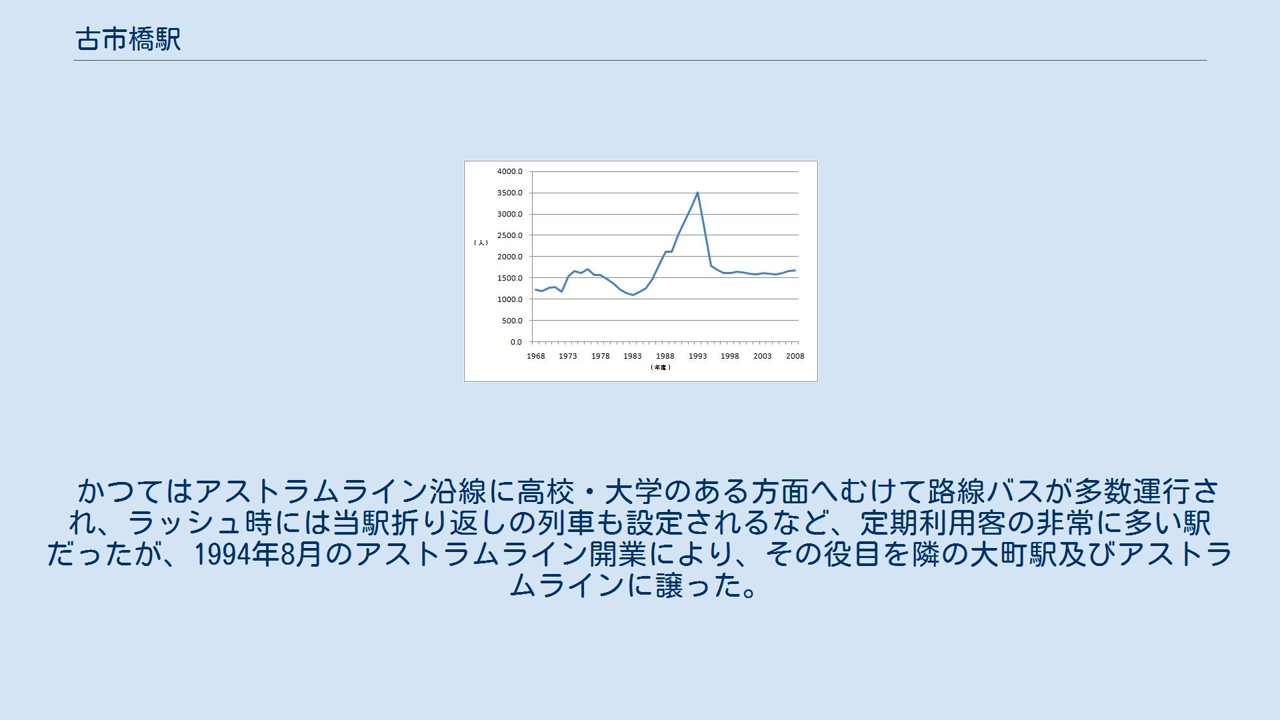 古市橋駅
4000.0
3500.0
3000.0
2500.0
2000.0
1500.0
1000.0
500.0
0.0
（人）
1968 1973 1978 1983 1988 1993 1998 2003 2008
（年度）
かつてはアストラムライン沿線に高校・大学のある方面へむけて路線バスが多数運行さ
れ、ラッシュ時には当駅折り返しの列車も設定されるなど、定期利用客の非常に多い駅
だったが、1994年8月のアストラムライン開業により、その役目を隣の大町駅及びアストラ
ムラインに譲った。